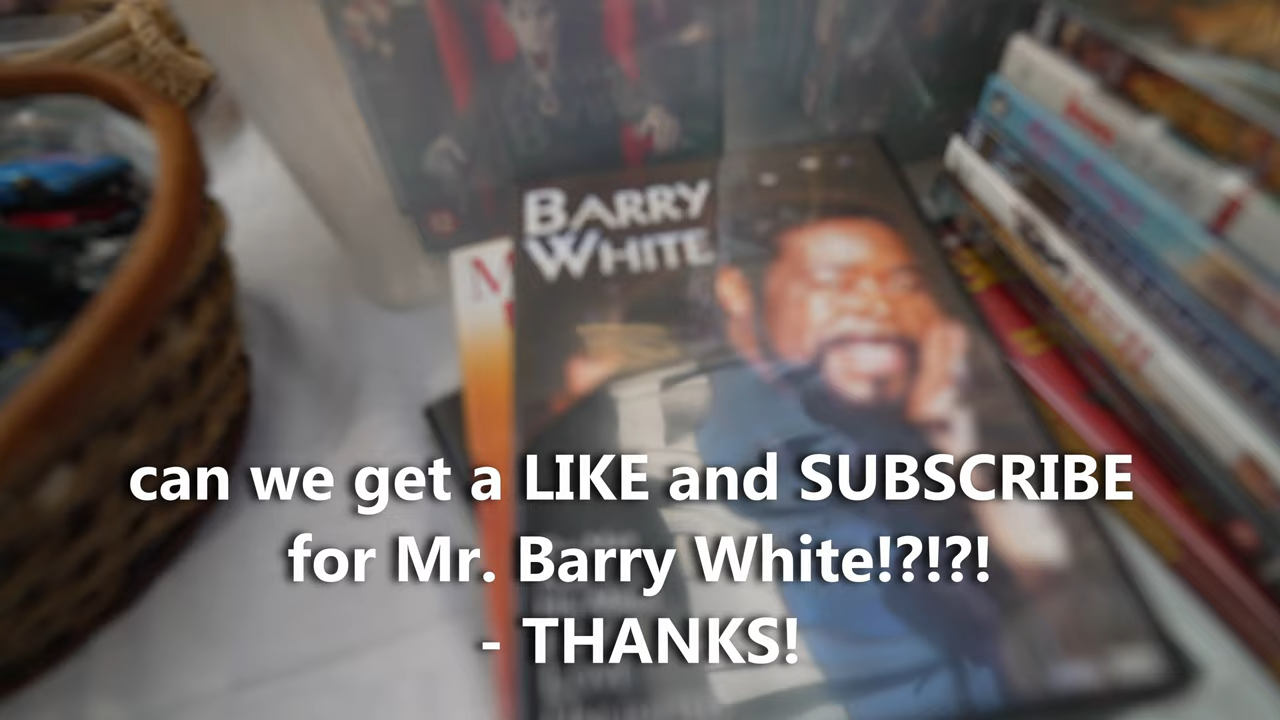 BARRY
WHITE
M
can we get a LIKE and SUBSCRIBE
for Mr. Barry White!?!?!
- THANKS!